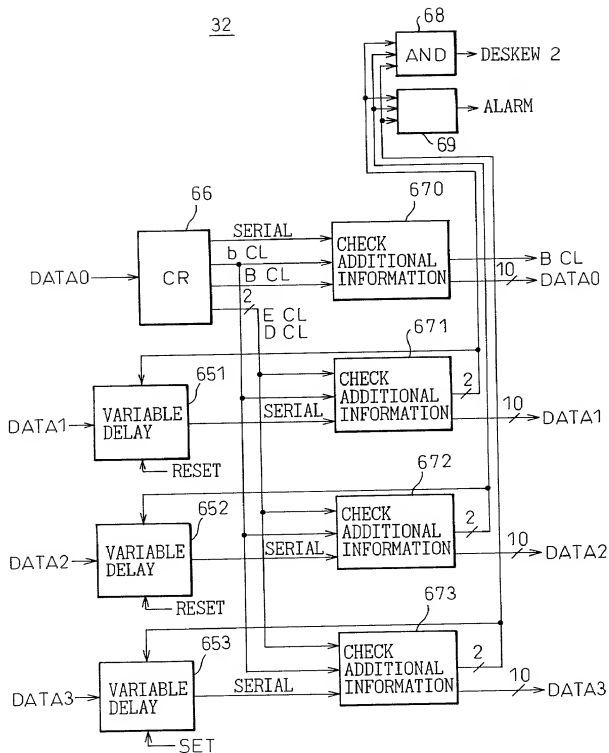 32
68
AND
DESKEW 2
ALARM
69
66
670
SERIAL
b CL
B CL
2
E CL
D CL
CR
DATA0
CHECK
ADDITIONAL
INFORMATION
B CL
10
DATA0
671
651
CHECK
ADDITIONAL
INFORMATION
2
10
DATA1
VARIABLE
DELAY
DATA1
SERIAL
RESET
672
652
CHECK
ADDITIONAL
INFORMATION
2
10
DATA2
VARIABLE
DELAY
DATA2
SERIAL
RESET
673
653
CHECK
ADDITIONAL
INFORMATION
2
10
DATA3
VARIABLE
DELAY
DATA3
SERIAL
SET